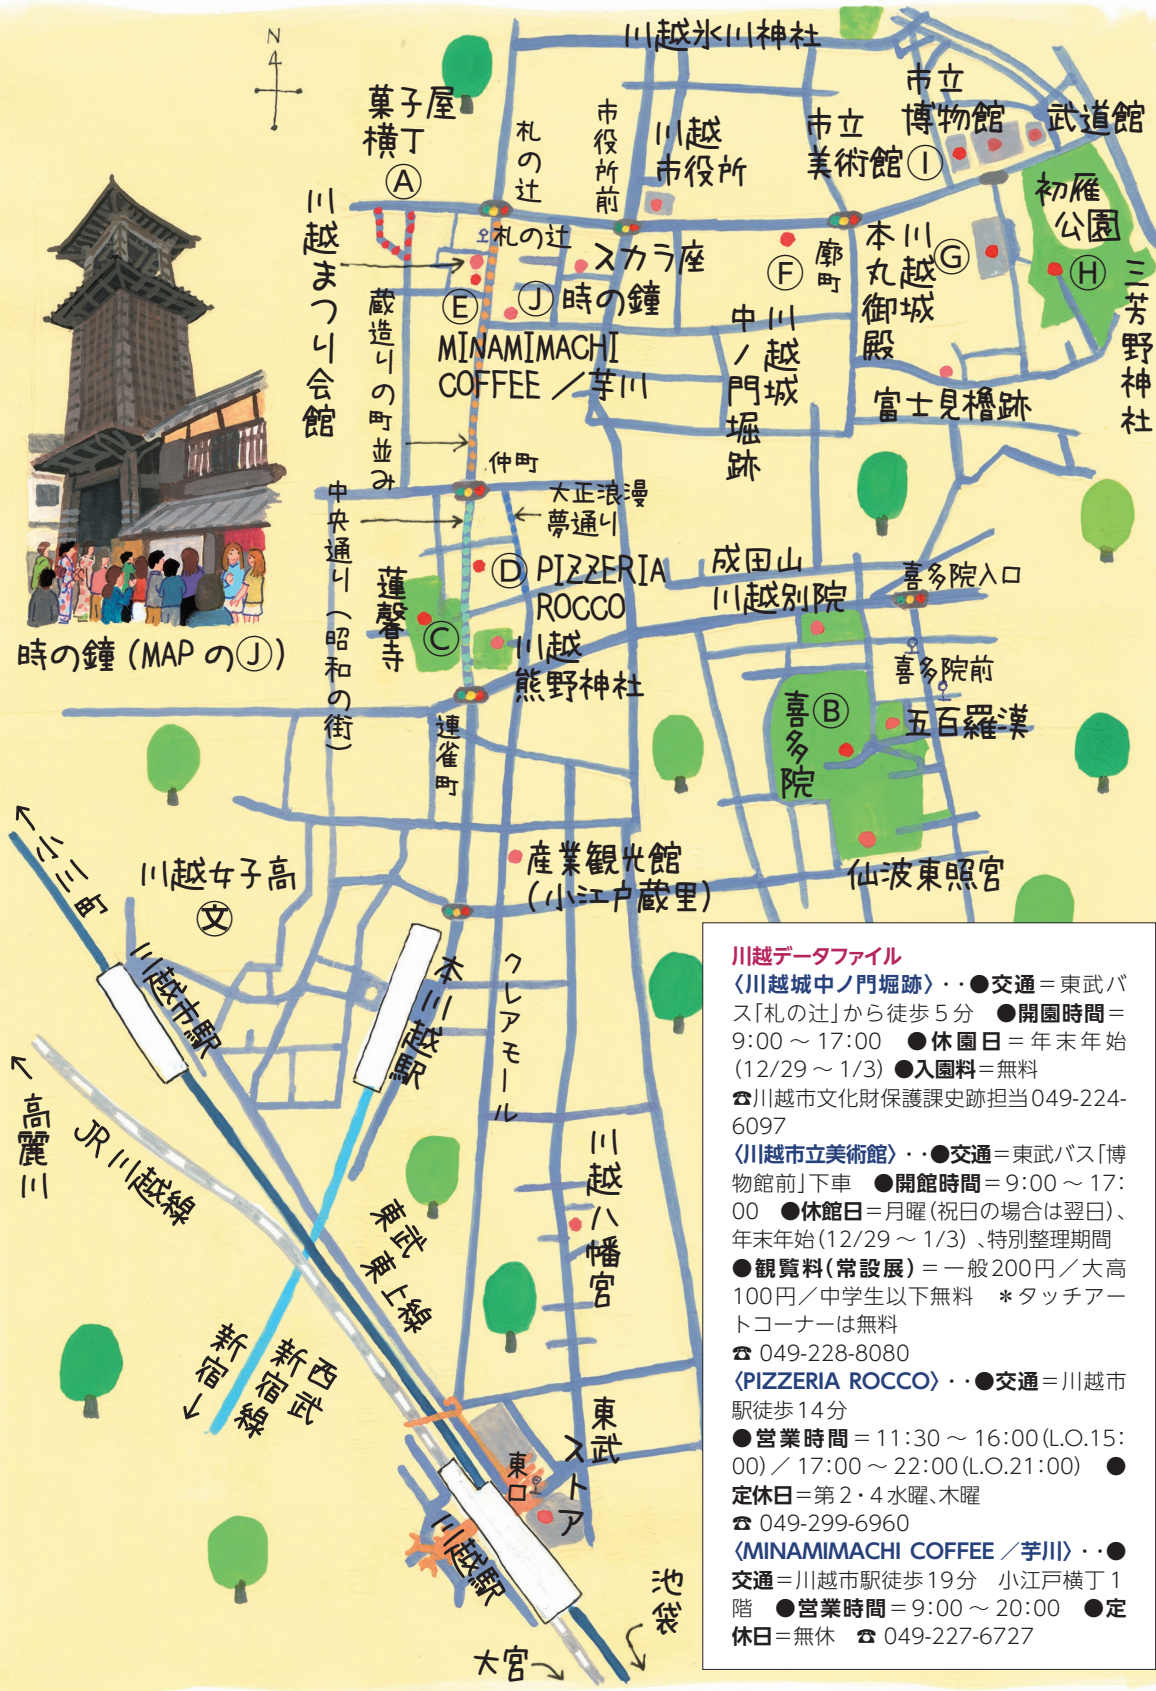 N
川越氷川神社
菓子屋
横丁
Ⓐ
札の辻
市役所前
川越
市役所
市立
美術館Ⓘ
市立
博物館
武道館
初雁
公園
Ⓗ
三芳野神社
川越まつり会館
札の辻
スカラ座
Ⓙ時の鐘
Ⓔ
Ⓕ
廓町
川越城
本丸御殿
Ⓖ
蔵造りの町並み
MINAMIMACHI
COFFEE/芋川
川越城
中ノ門堀跡
富士見櫓跡
仲町
大正浪漫
夢通り
中央通り(昭和の街)
ⒹPIZZERIA
ROCCO
成田山
川越別院
喜多院入口
蓮馨寺
Ⓒ
川越
熊野神社
喜多院前
時の鐘(MAPのⒿ)
喜多院
Ⓑ
五百羅漢
連雀町
小川町
川越女子高
文
産業観光館
(小江戸蔵里)
仙波東照宮
川越市駅
本川越駅
クレアモール
高麗川
JR川越線
川越八幡宮
東武
東上線
西武
新宿線
新宿
東武
ストア
東口
川越駅
池袋
大宮
川越データファイル
〈川越城中ノ門堀跡〉‥●交通=東武バ
ス「札の辻」から徒歩5分 ●開園時間=
9:00~17:00 ●休園日=年末年始
(12/29~1/3) ●入園料=無料
☎川越市文化財保護課史跡担当049-224-
6097
〈川越市立美術館〉‥●交通=東武バス「博
物館前」下車 ●開館時間=9:00~17:
00 ●休館日=月曜(祝日の場合は翌日)、
年末年始(12/29~1/3)、特別整理期間
●観覧料(常設展)=一般200円/大高
100円/中学生以下無料 *タッチアー
トコーナーは無料
☎ 049-228-8080
〈PIZZERIA ROCCO〉‥●交通=川越市
駅徒歩14分
●営業時間=11:30~16:00(L.O.15:
00)/17:00~22:00(L.O.21:00) ●
定休日=第2・4水曜、木曜
☎ 049-299-6960
〈MINAMIMACHI COFFEE/芋川〉‥●
交通=川越市駅徒歩19分 小江戸横丁1
階 ●営業時間=9:00~20:00 ●定
休日=無休 ☎ 049-227-6727